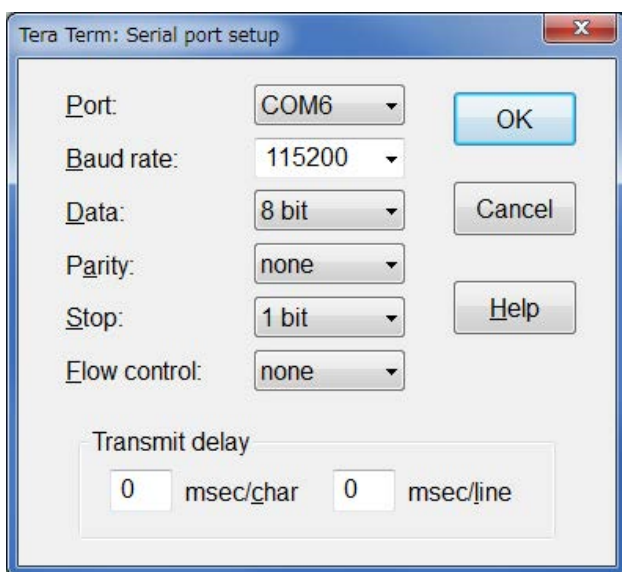 Tera Term: Serial port setup
Port: COM6 OK
Baud rate: 115200
Data: 8 bit Cancel
Parity: none
Stop: 1 bit Help
Flow control: none
Transmit delay
0 msec/char 0 msec/line